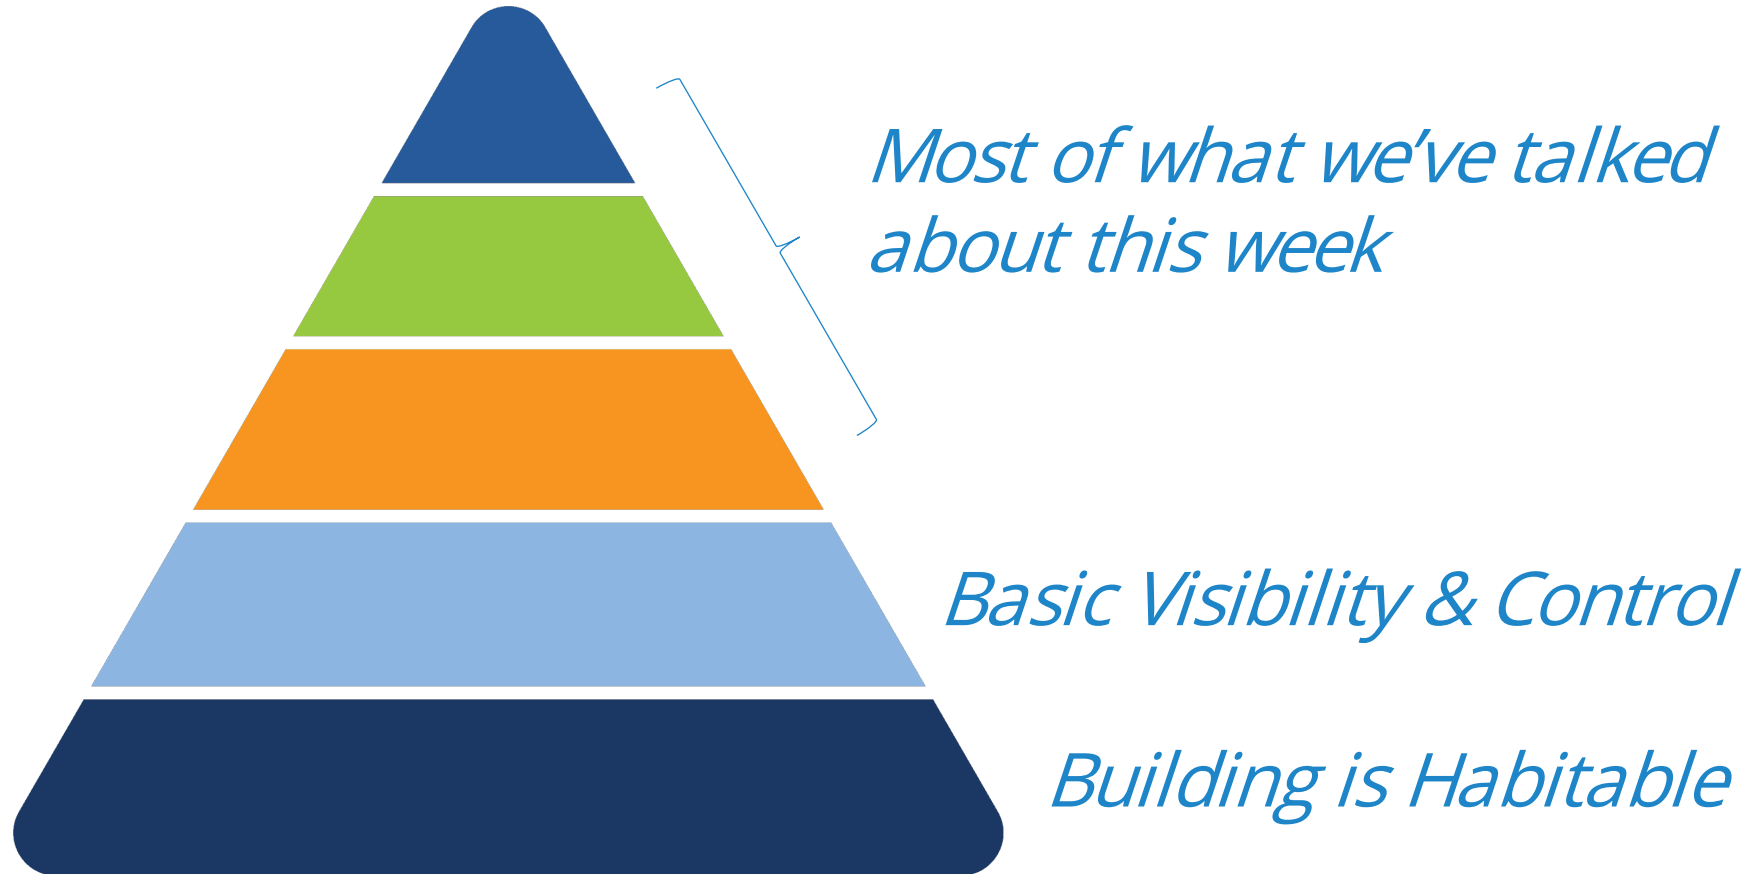 Most of what we’ve talked
about this week
Basic Visibility & Control
Building is Habitable